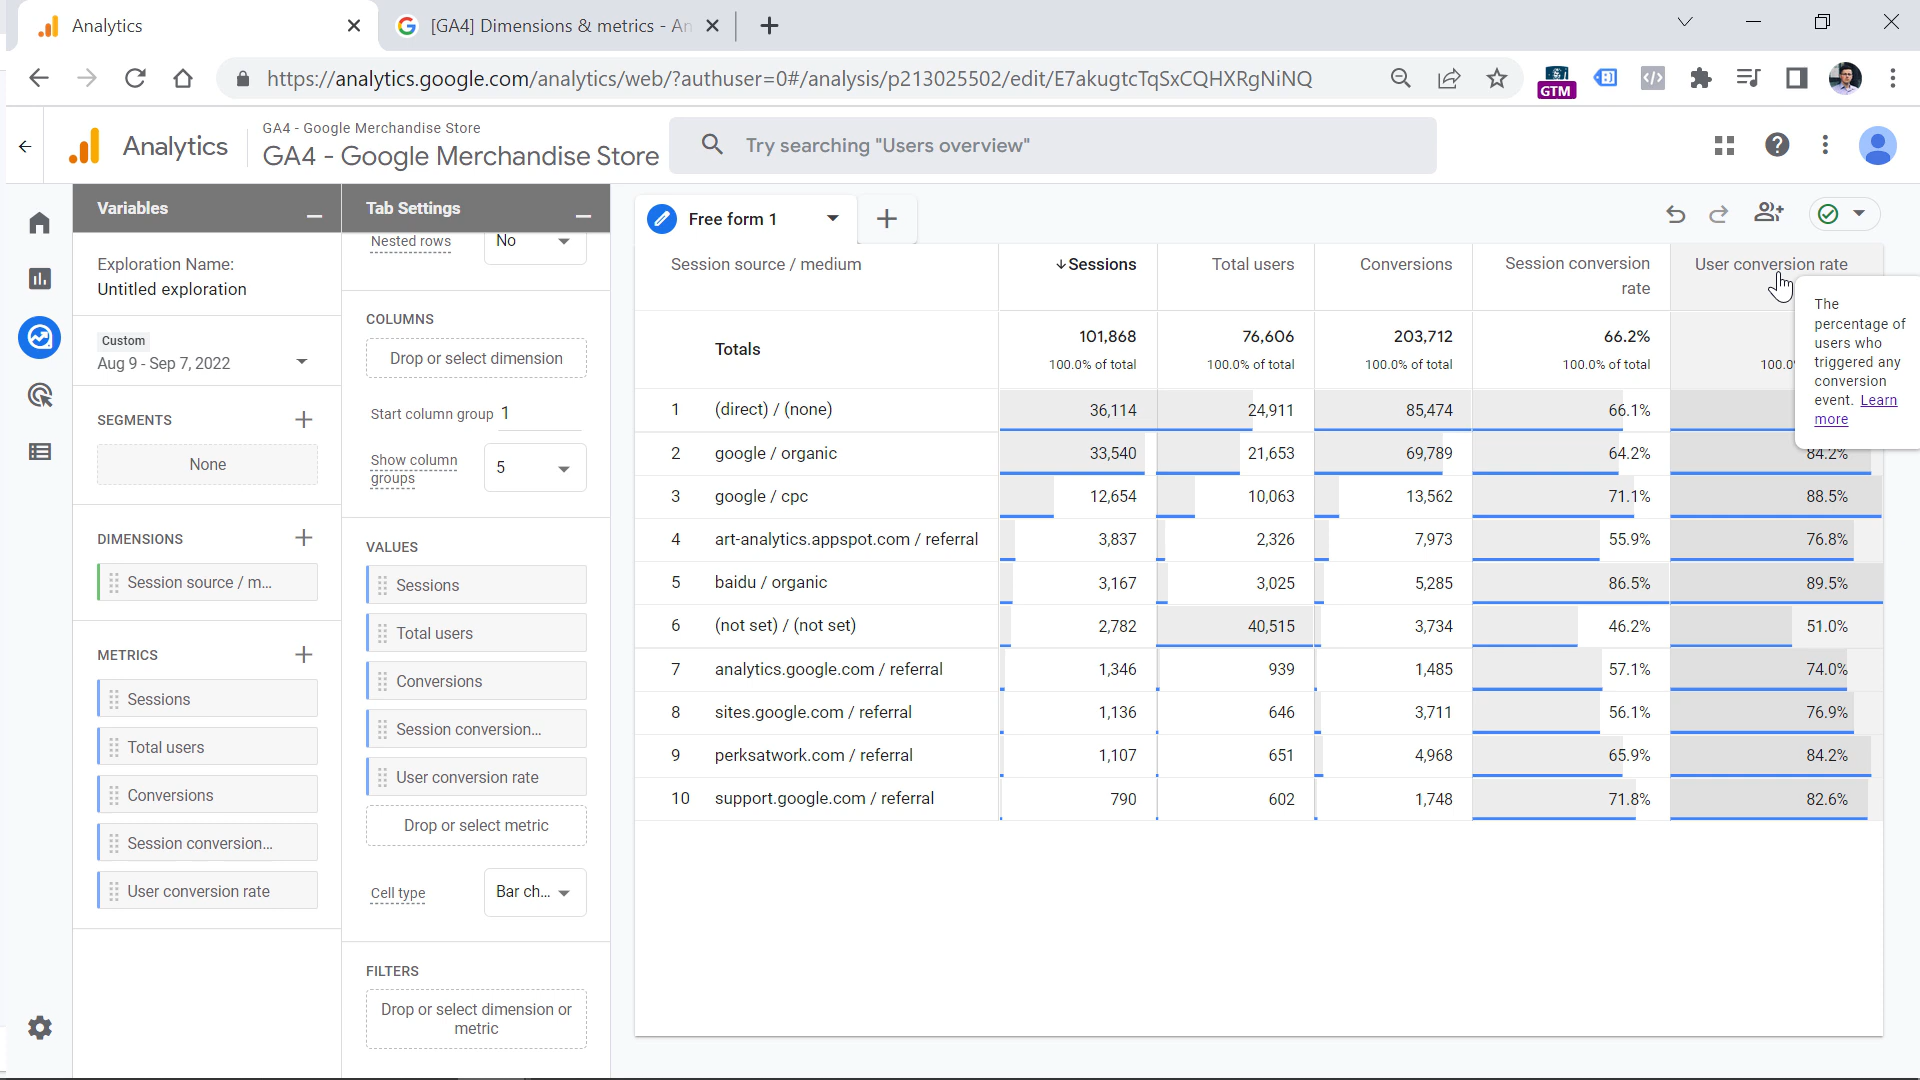 Analytics
[GA4] Dimensions & metrics - An
https://analytics.google.com/analytics/web/?authuser=0#/analysis/p213025502/edit/E7akugtcTqSxCQHXRgNiNQ
GTM
Analytics
GA4 - Google Merchandise Store
GA4 - Google Merchandise Store
Try searching "Users overview"
Variables
Exploration Name:
Untitled exploration
Custom
Aug 9 - Sep 7, 2022
SEGMENTS
None
DIMENSIONS
Session source / m...
METRICS
Sessions
Total users
Conversions
Session conversion...
User conversion rate
Tab Settings
Nested rows No
COLUMNS
Drop or select dimension
Start column group 1
Show column
groups
5
VALUES
Sessions
Total users
Conversions
Session conversion...
User conversion rate
Drop or select metric
Cell type Bar ch...
FILTERS
Drop or select dimension or
metric
Free form 1
Session source / medium Sessions Total users Conversions Session conversion
rate
User conversion rate
The
percentage of
users who
triggered any
conversion
event. Learn
more
Totals 101,868 76,606 203,712 66.2%
100.0% of total 100.0% of total 100.0% of total 100.0% of total 100.0
1 (direct) / (none) 36,114 24,911 85,474 66.1%
2 google / organic 33,540 21,653 69,789 64.2% 84.2%
3 google / cpc 12,654 10,063 13,562 71.1% 88.5%
4 art-analytics.appspot.com / referral 3,837 2,326 7,973 55.9% 76.8%
5 baidu / organic 3,167 3,025 5,285 86.5% 89.5%
6 (not set) / (not set) 2,782 40,515 3,734 46.2% 51.0%
7 analytics.google.com / referral 1,346 939 1,485 57.1% 74.0%
8 sites.google.com / referral 1,136 646 3,711 56.1% 76.9%
9 perksatwork.com / referral 1,107 651 4,968 65.9% 84.2%
10 support.google.com / referral 790 602 1,748 71.8% 82.6%